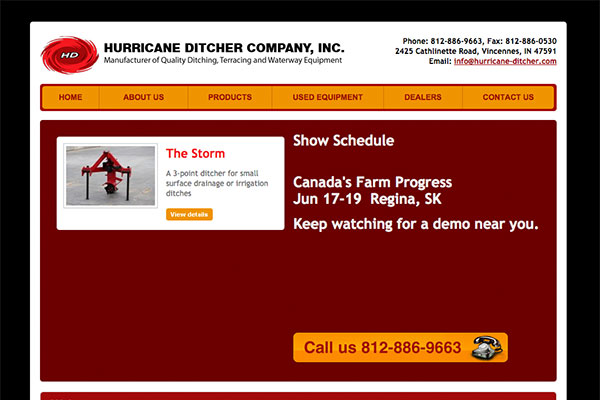 HD
HURRICANE DITCHER COMPANY, INC.
Manufacturer of Quality Ditching, Terracing and Waterway Equipment
Phone: 812-886-9663, Fax: 812-886-0530
2425 Cathlinette Road, Vincennes, IN 47591
Email: info@hurricane-ditcher.com
HOME
ABOUT US
PRODUCTS
USED EQUIPMENT
DEALERS
CONTACT US
The Storm
A 3-point ditcher for small
surface drainage or irrigation
ditches
View details
Show Schedule
Canada's Farm Progress
Jun 17-19 Regina, SK
Keep watching for a demo near you.
Call us 812-886-9663